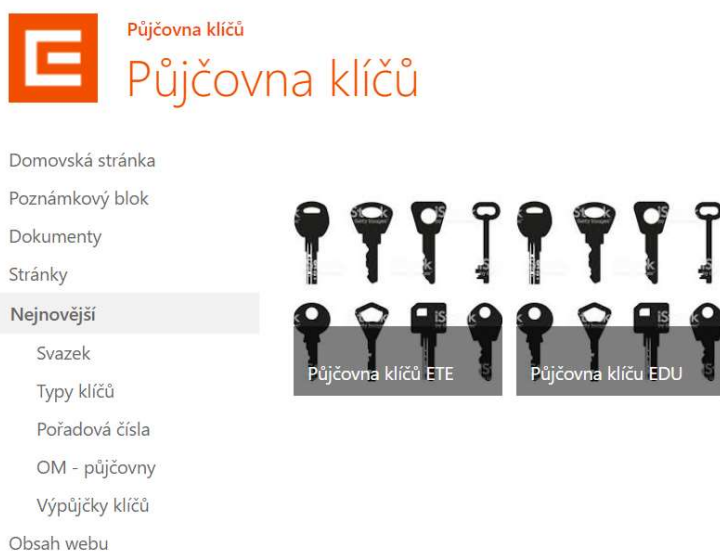 Půjčovna klíčů
Půjčovna klíčů
Domovská stránka
Poznámkový blok
Dokumenty
Stránky
Nejnovější
Svazek
Typy klíčů
Pořadová čísla
OM - půjčovny
Výpůjčky klíčů
Obsah webu
Půjčovna klíčů ETE
Půjčovna klíču EDU